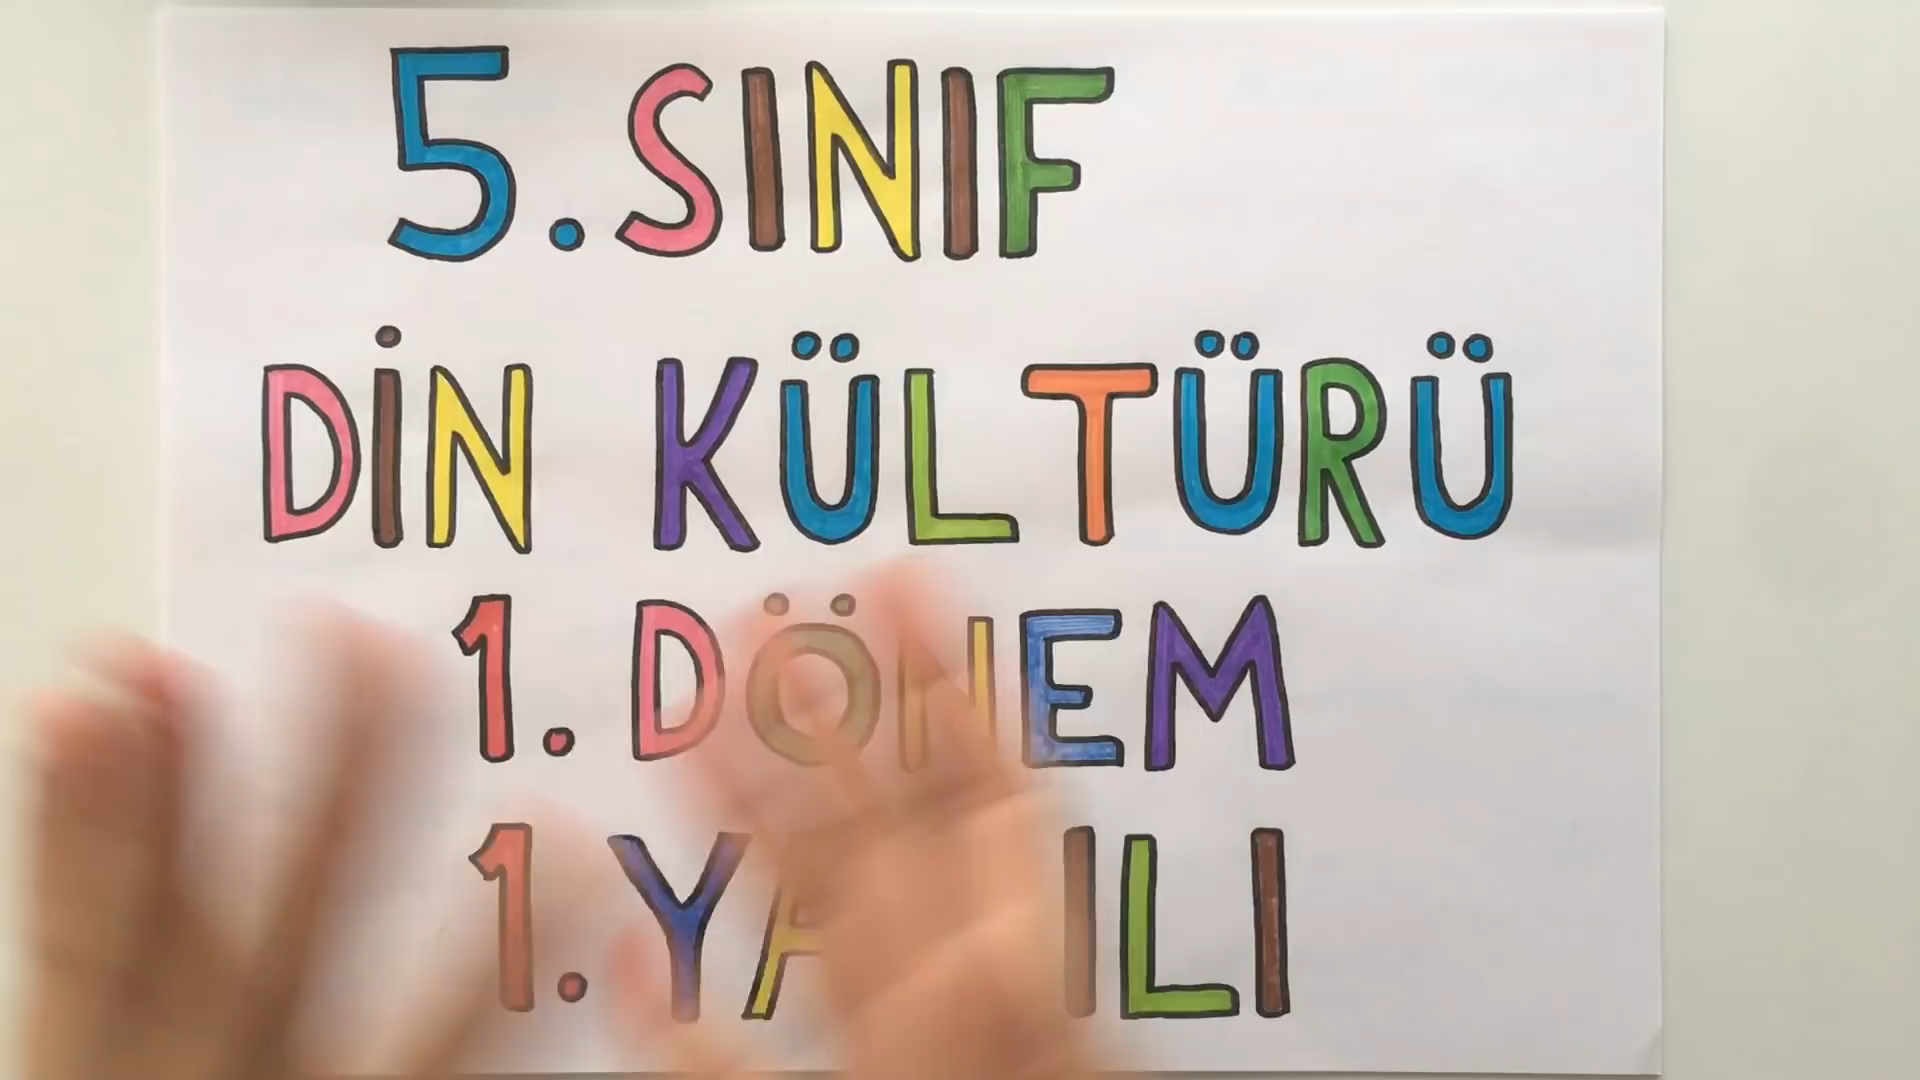 5. SINIF
DİN KÜLTÜRÜ
1. DÖNEM
1.